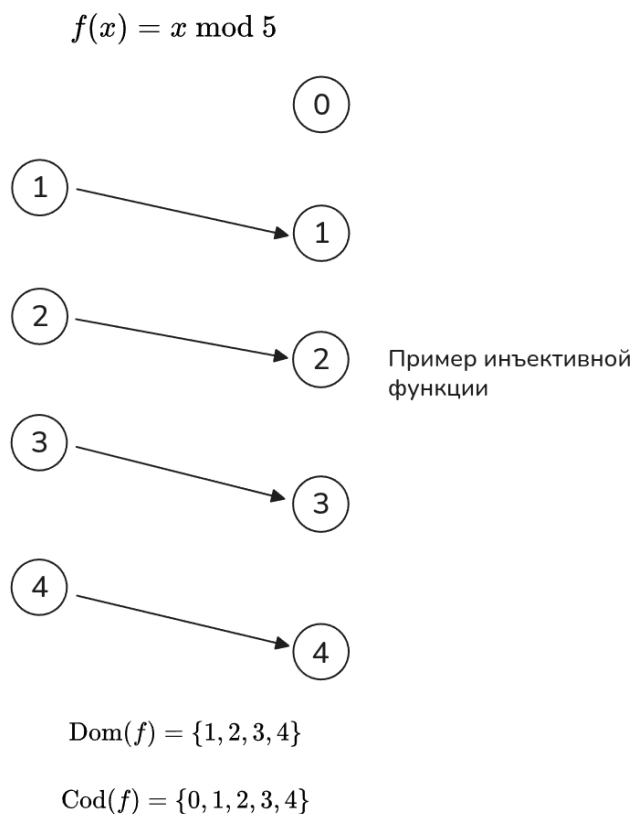 f(x) = x mod 5
0
1
1
2
2
Пример инъективной
функции
3
3
4
4
Dom(f) = {1, 2, 3, 4}
Cod(f) = {0, 1, 2, 3, 4}